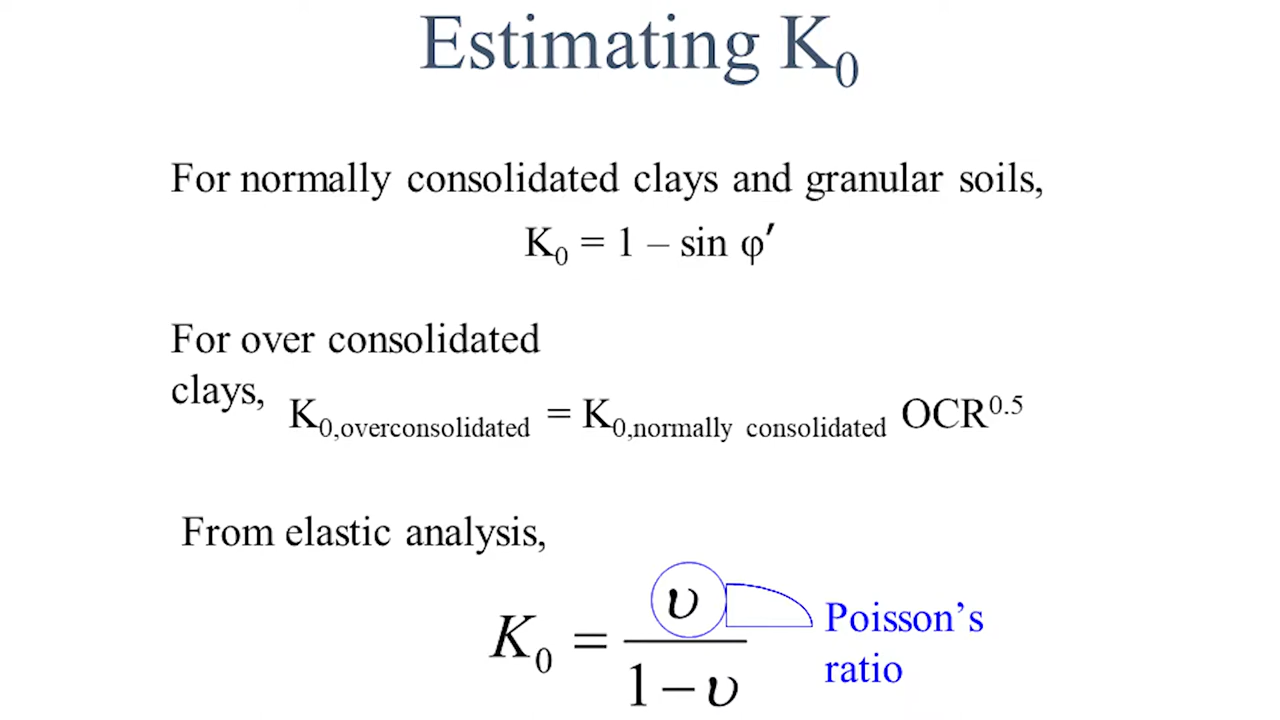 Estimating K₀
For normally consolidated clays and granular soils,
K₀ = 1 – sin φ′
For over consolidated
clays,
K₀,overconsolidated = K₀,normally consolidated OCR⁰·⁵
From elastic analysis,
K₀ = υ / (1 − υ)
Poisson’s
ratio